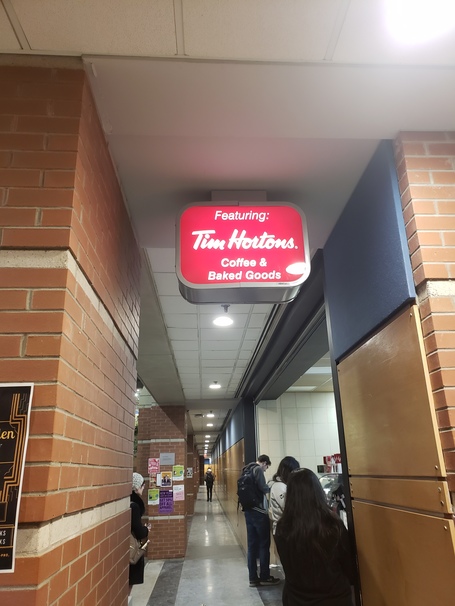 Featuring:
Tim Hortons.
Coffee &
Baked Goods